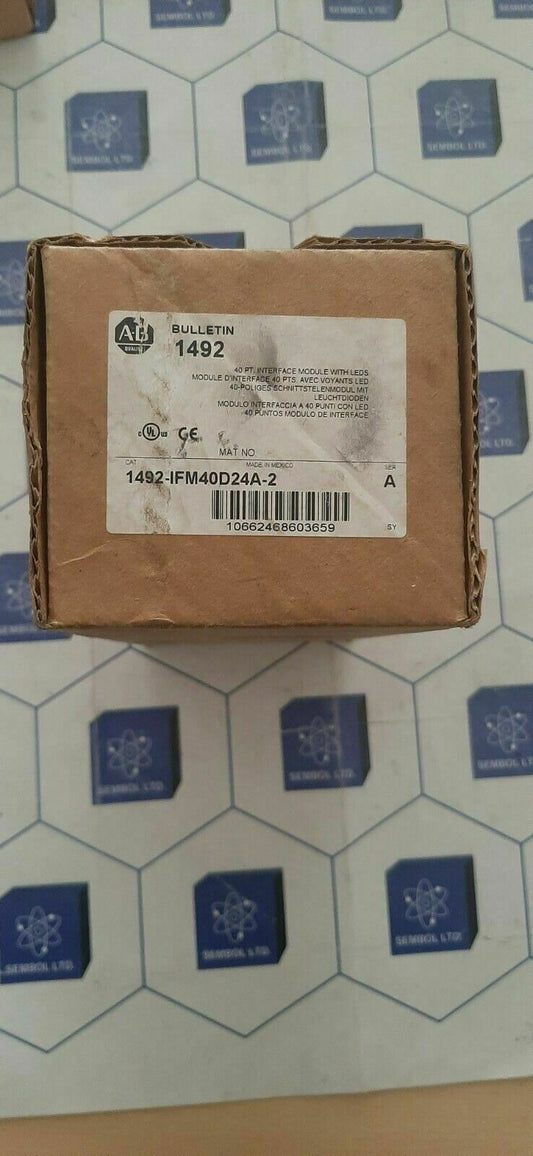 SEMBOL LTD.
SEMBOL LTD.
SEMBOL LTD.
SEMBOL LTD.
SEMBOL LTD.
A-B
QUALITY
BULLETIN
1492
40 PT. INTERFACE MODULE WITH LEDS
MODULE D'INTERFACE 40 PTS. AVEC VOYANTS LED
40-POLIGES SCHNITTSTELENMODUL MIT
LEUCHTDIODEN
MODULO INTERFACCIA A 40 PUNTI CON LED
40 PUNTOS MODULO DE INTERFACE
c UL us CE
MAT NO
CAT MADE IN MEXICO SER
1492-IFM40D24A-2 A
10662468603659 SY
SEMBOL LTD.
SEMBOL LTD.
SEMBOL LT
SEMBOL LTD.
SEMBOL LTD.
SEMBOL LTD.